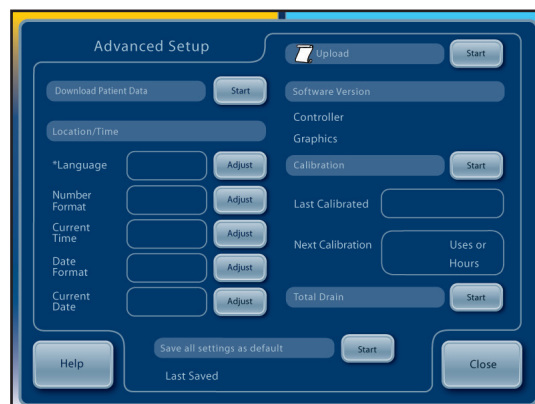 Advanced Setup
Download Patient Data
Start
Location/Time
*Language
Adjust
Number
Format
Adjust
Current
Time
Adjust
Date
Format
Adjust
Current
Date
Adjust
Upload
Start
Software Version
Controller
Graphics
Calibration
Start
Last Calibrated
Next Calibration
Uses or
Hours
Total Drain
Start
Save all settings as default
Start
Last Saved
Help
Close